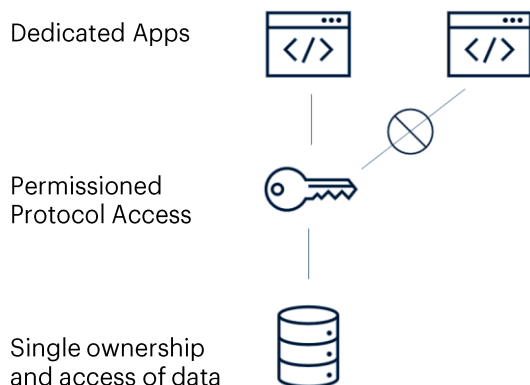 Dedicated Apps
</>
</>
Permissioned
Protocol Access
Single ownership
and access of data